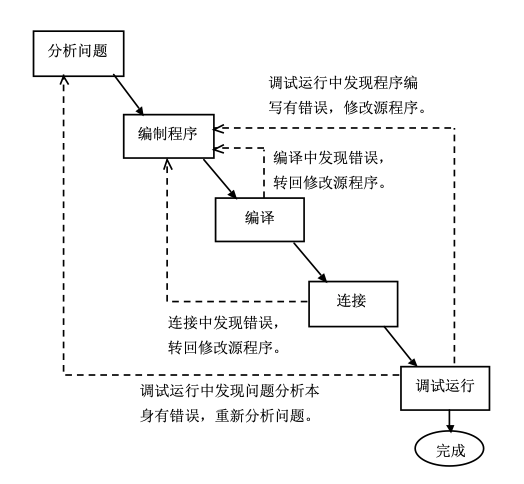 分析问题
调试运行中发现程序编
写有错误，修改源程序。
编制程序
编译中发现错误，
转回修改源程序。
编译
连接
连接中发现错误，
转回修改源程序。
调试运行
调试运行中发现问题分析本
身有错误，重新分析问题。
完成